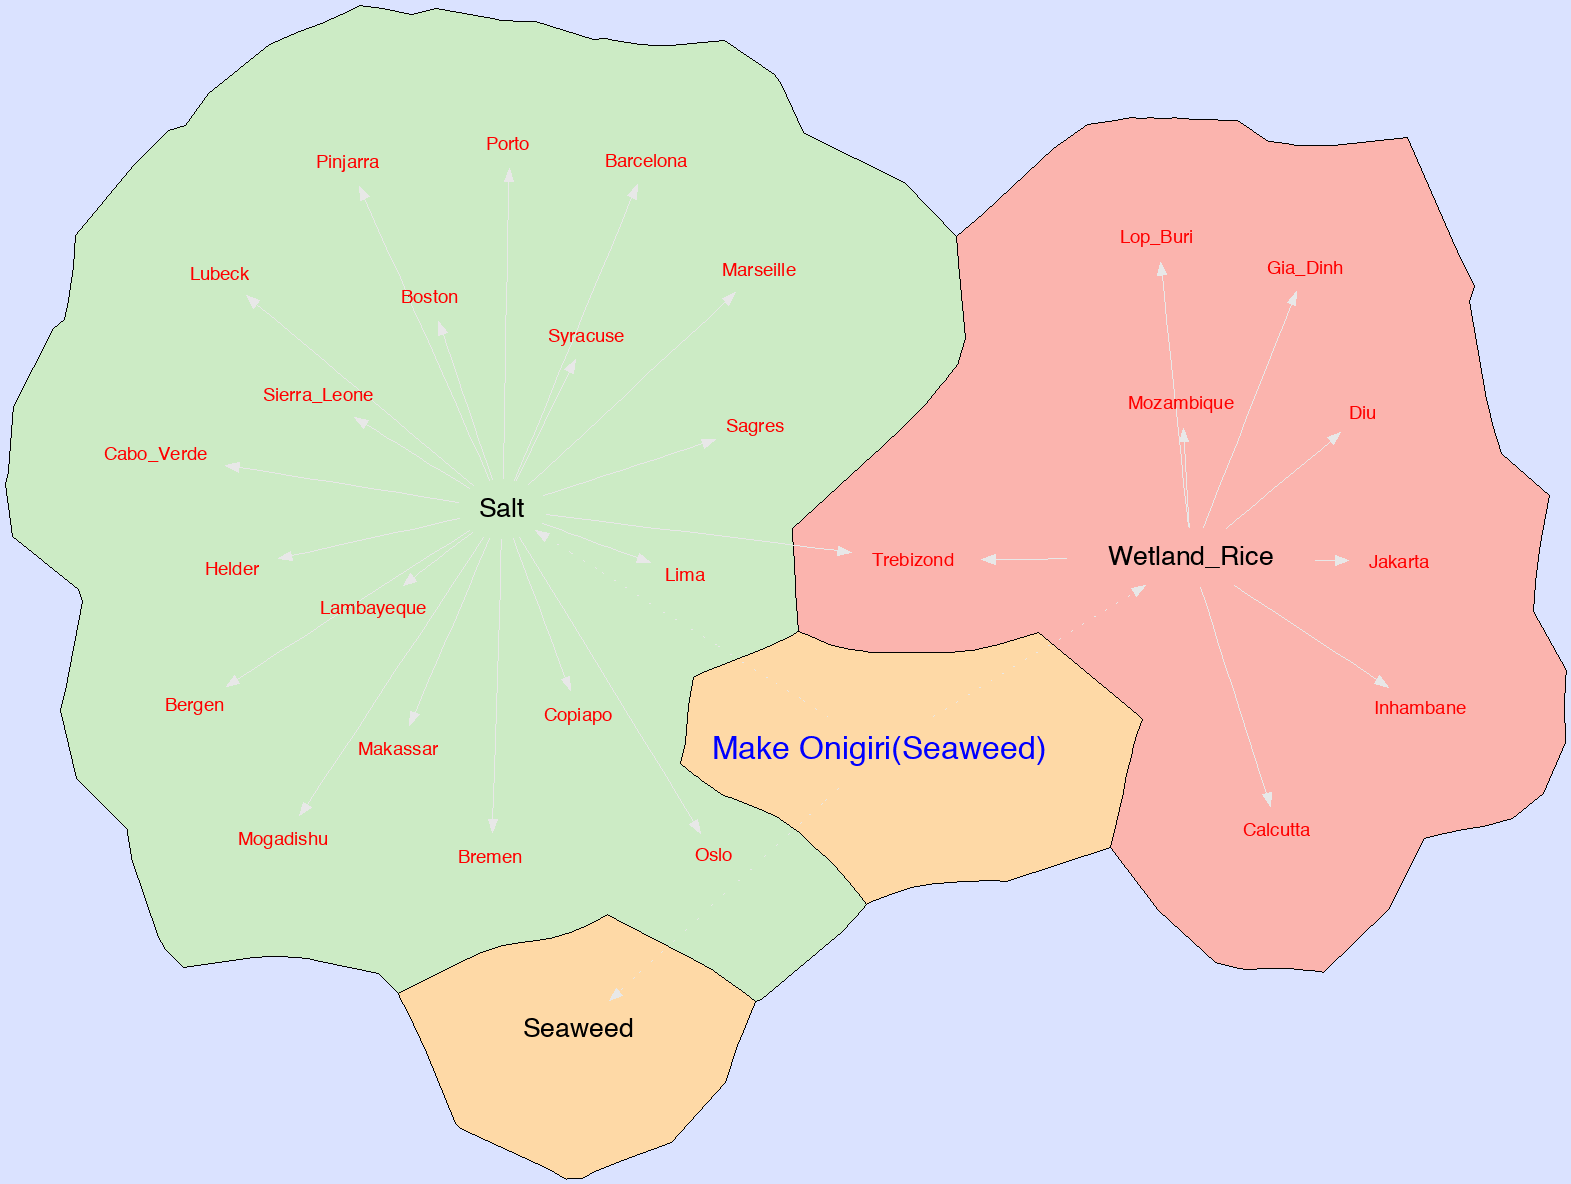 Porto
Pinjarra
Barcelona
Lop_Buri
Gia_Dinh
Marseille
Lubeck
Boston
Syracuse
Sierra_Leone
Mozambique
Diu
Sagres
Cabo_Verde
Salt
Wetland_Rice
Trebizond
Jakarta
Helder
Lima
Lambayeque
Bergen
Inhambane
Copiapo
Makassar
Make Onigiri(Seaweed)
Calcutta
Mogadishu
Oslo
Bremen
Seaweed